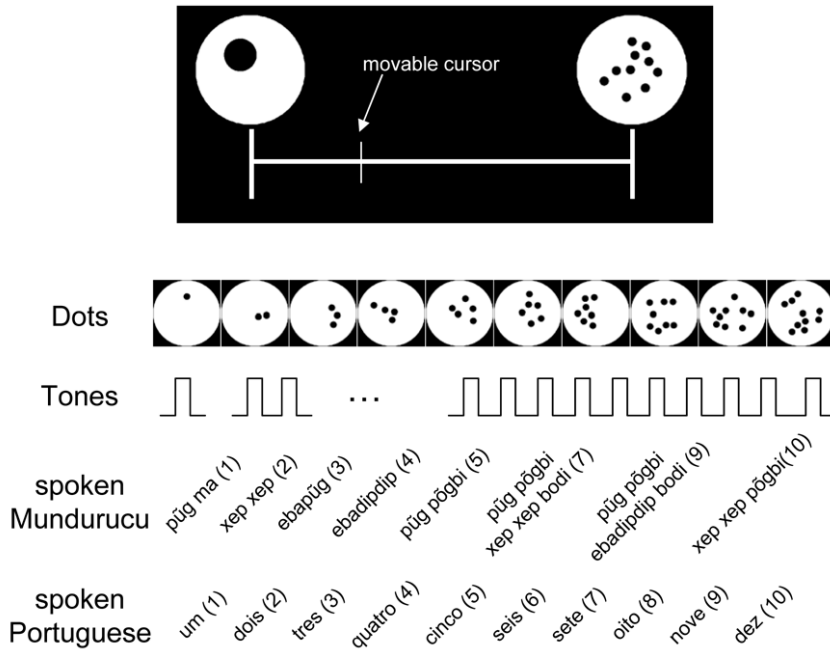 movable cursor
Dots
Tones
...
spoken
Mundurucu
pũg ma (1)
xep xep (2)
ebapũg (3)
ebadipdip (4)
pũg põgbi (5)
pũg põgbi
xep xep bodi (7)
pũg põgbi
ebadipdip bodi (9)
xep xep põgbi(10)
spoken
Portuguese
um (1)
dois (2)
tres (3)
quatro (4)
cinco (5)
seis (6)
sete (7)
oito (8)
nove (9)
dez (10)